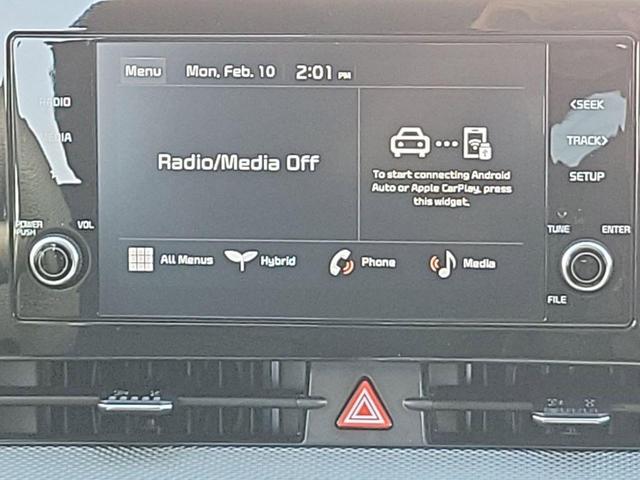 Menu Mon, Feb. 10 2:01 PM
RADIO
MEDIA
POWER
PUSH
VOL
Radio/Media Off
To start connecting Android
Auto or Apple CarPlay, press
this widget.
All Menus Hybrid Phone Media
<SEEK
TRACK>
SETUP
TUNE ENTER
FILE